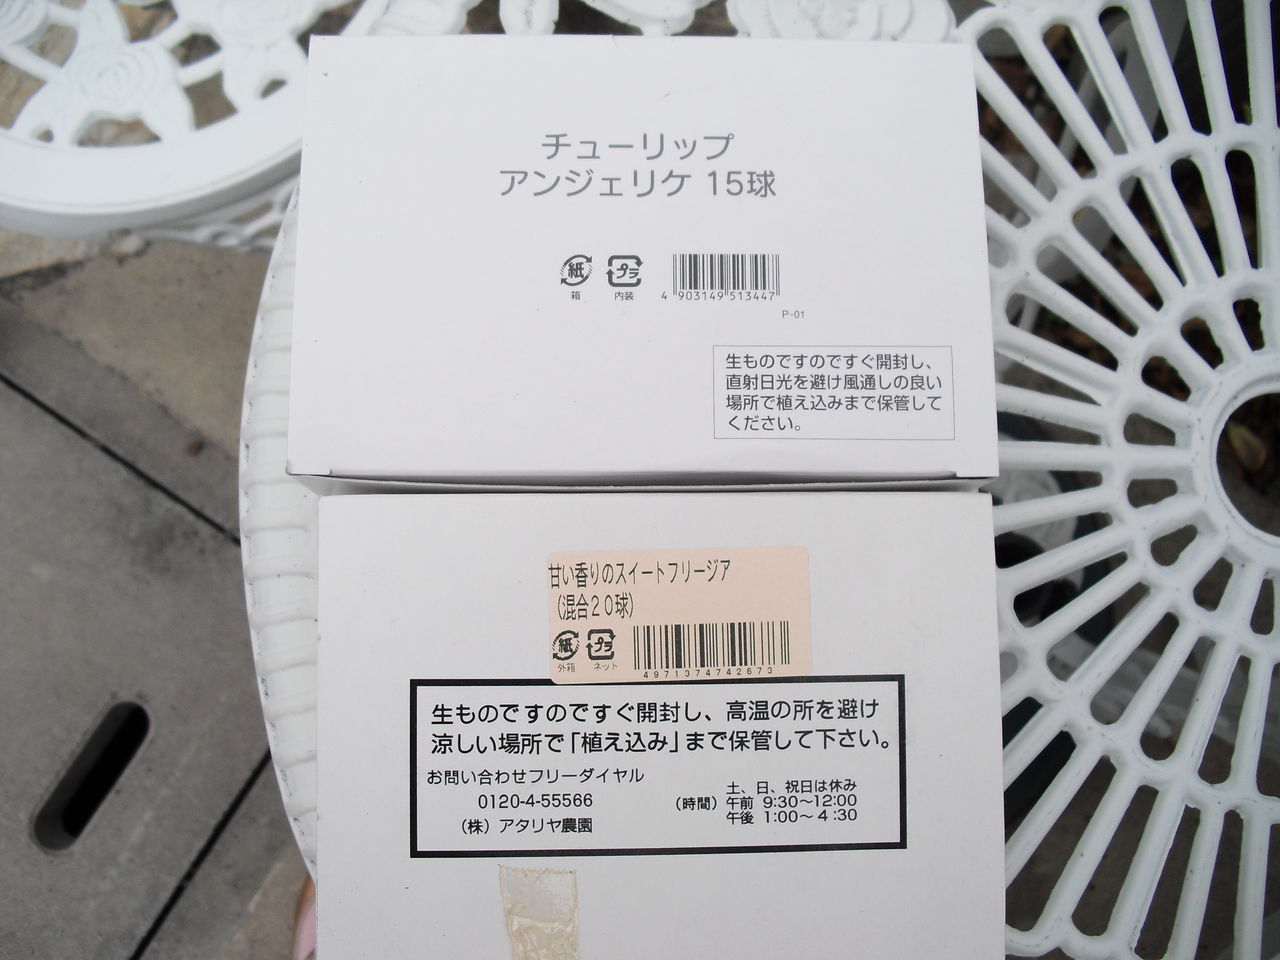 チューリップ
アンジェリケ 15球
紙
プラ
箱
内装
4 903149 513447
P-01
生ものですのですぐ開封し、
直射日光を避け風通しの良い
場所で植え込みまで保管して
ください。
甘い香りのスイートフリージア
(混合20球)
紙
プラ
外箱
ネット
4971374742673
生ものですのですぐ開封し、高温の所を避け
涼しい場所で「植え込み」まで保管して下さい。
お問い合わせフリーダイヤル
0120-4-55566
(株)アタリヤ農園
土、日、祝日は休み
(時間) 午前 9:30〜12:00
午後 1:00〜4:30